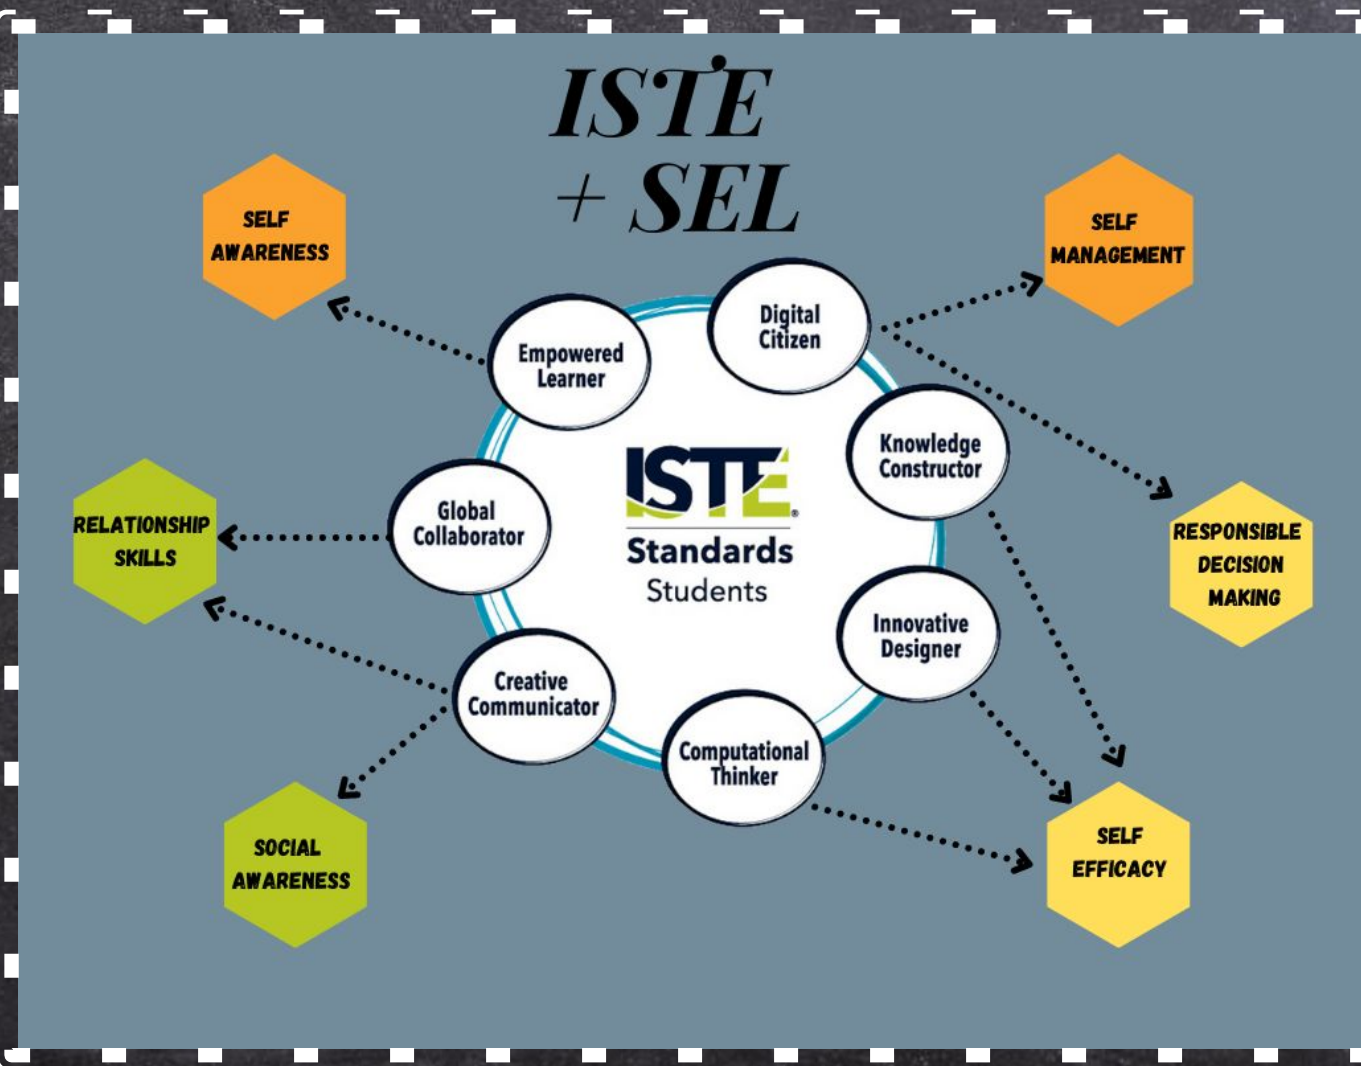 ISTE
+ SEL
SELF
AWARENESS
SELF
MANAGEMENT
Digital
Citizen
Empowered
Learner
Knowledge
Constructor
ISTE®
Standards
Students
Global
Collaborator
RELATIONSHIP
SKILLS
RESPONSIBLE
DECISION
MAKING
Innovative
Designer
Creative
Communicator
Computational
Thinker
SOCIAL
AWARENESS
SELF
EFFICACY